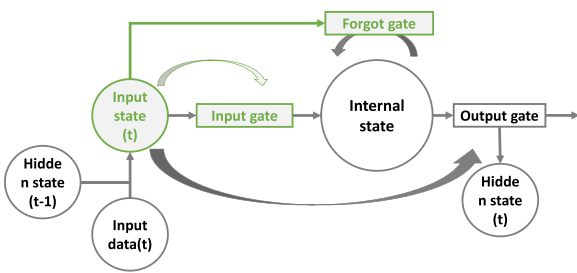 Forgot gate
Input
state
(t)
Input gate
Internal
state
Output gate
Hidde
n state
(t-1)
Input
data(t)
Hidde
n state
(t)